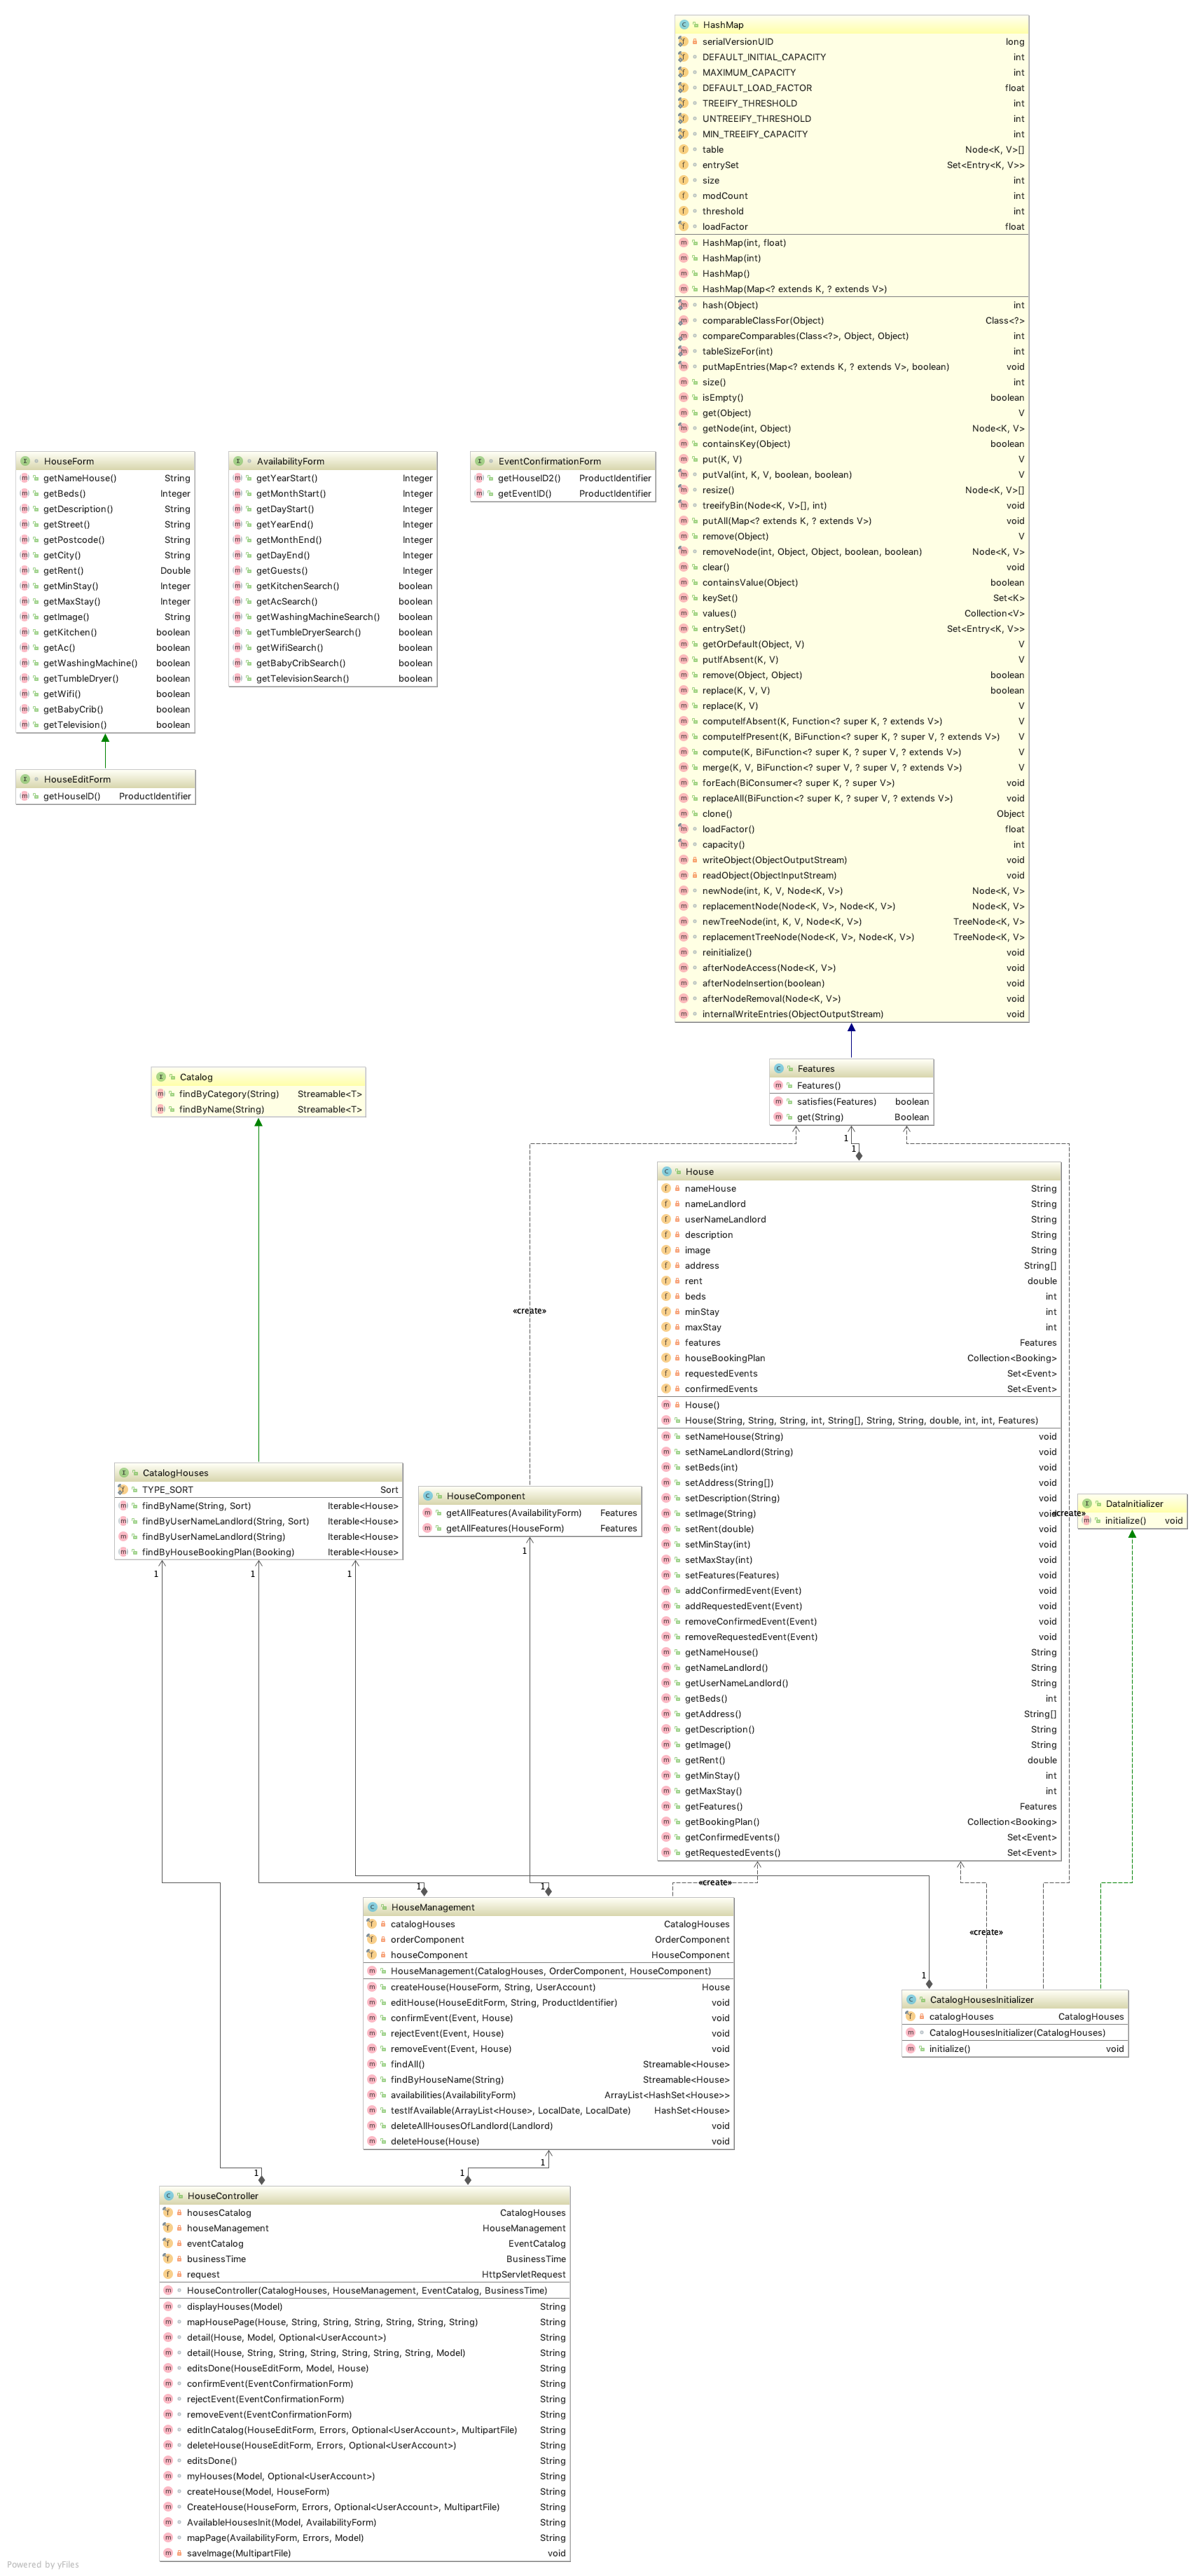 HashMap
serialVersionUID long
DEFAULT_INITIAL_CAPACITY int
MAXIMUM_CAPACITY int
DEFAULT_LOAD_FACTOR float
TREEIFY_THRESHOLD int
UNTREEIFY_THRESHOLD int
MIN_TREEIFY_CAPACITY int
table Node<K, V>[]
entrySet Set<Entry<K, V>>
size int
modCount int
threshold int
loadFactor float
HashMap(int, float)
HashMap(int)
HashMap()
HashMap(Map<? extends K, ? extends V>)
hash(Object) int
comparableClassFor(Object) Class<?>
compareComparables(Class<?>, Object, Object) int
tableSizeFor(int) int
putMapEntries(Map<? extends K, ? extends V>, boolean) void
size() int
isEmpty() boolean
get(Object) V
getNode(int, Object) Node<K, V>
containsKey(Object) boolean
put(K, V) V
putVal(int, K, V, boolean, boolean) V
resize() Node<K, V>[]
treeifyBin(Node<K, V>[], int) void
putAll(Map<? extends K, ? extends V>) void
remove(Object) V
removeNode(int, Object, Object, boolean, boolean) Node<K, V>
clear() void
containsValue(Object) boolean
keySet() Set<K>
values() Collection<V>
entrySet() Set<Entry<K, V>>
getOrDefault(Object, V) V
putIfAbsent(K, V) V
remove(Object, Object) boolean
replace(K, V, V) boolean
replace(K, V) V
computeIfAbsent(K, Function<? super K, ? extends V>) V
computeIfPresent(K, BiFunction<? super K, ? super V, ? extends V>) V
compute(K, BiFunction<? super K, ? super V, ? extends V>) V
merge(K, V, BiFunction<? super V, ? super V, ? extends V>) V
forEach(BiConsumer<? super K, ? super V>) void
replaceAll(BiFunction<? super K, ? super V, ? extends V>) void
clone() Object
loadFactor() float
capacity() int
writeObject(ObjectOutputStream) void
readObject(ObjectInputStream) void
newNode(int, K, V, Node<K, V>) Node<K, V>
replacementNode(Node<K, V>, Node<K, V>) Node<K, V>
newTreeNode(int, K, V, Node<K, V>) TreeNode<K, V>
replacementTreeNode(Node<K, V>, Node<K, V>) TreeNode<K, V>
reinitialize() void
afterNodeAccess(Node<K, V>) void
afterNodeInsertion(boolean) void
afterNodeRemoval(Node<K, V>) void
internalWriteEntries(ObjectOutputStream) void
HouseForm
getNameHouse() String
getBeds() Integer
getDescription() String
getStreet() String
getPostcode() String
getCity() String
getRent() Double
getMinStay() Integer
getMaxStay() Integer
getImage() String
getKitchen() boolean
getAc() boolean
getWashingMachine() boolean
getTumbleDryer() boolean
getWifi() boolean
getBabyCrib() boolean
getTelevision() boolean
AvailabilityForm
getYearStart() Integer
getMonthStart() Integer
getDayStart() Integer
getYearEnd() Integer
getMonthEnd() Integer
getDayEnd() Integer
getGuests() Integer
getKitchenSearch() boolean
getAcSearch() boolean
getWashingMachineSearch() boolean
getTumbleDryerSearch() boolean
getWifiSearch() boolean
getBabyCribSearch() boolean
getTelevisionSearch() boolean
EventConfirmationForm
getHouseID2() ProductIdentifier
getEventID() ProductIdentifier
HouseEditForm
getHouseID() ProductIdentifier
Catalog
findByCategory(String) Streamable<T>
findByName(String) Streamable<T>
Features
Features()
satisfies(Features) boolean
get(String) Boolean
1
1
House
nameHouse String
nameLandlord String
userNameLandlord String
description String
image String
address String[]
rent double
beds int
minStay int
maxStay int
features Features
houseBookingPlan Collection<Booking>
requestedEvents Set<Event>
confirmedEvents Set<Event>
House()
House(String, String, String, int, String[], String, String, double, int, int, Features)
setNameHouse(String) void
setNameLandlord(String) void
setBeds(int) void
setAddress(String[]) void
setDescription(String) void
setImage(String) void
setRent(double) void
setMinStay(int) void
setMaxStay(int) void
setFeatures(Features) void
addConfirmedEvent(Event) void
addRequestedEvent(Event) void
removeConfirmedEvent(Event) void
removeRequestedEvent(Event) void
getNameHouse() String
getNameLandlord() String
getUserNameLandlord() String
getBeds() int
getAddress() String[]
getDescription() String
getImage() String
getRent() double
getMinStay() int
getMaxStay() int
getFeatures() Features
getBookingPlan() Collection<Booking>
getConfirmedEvents() Set<Event>
getRequestedEvents() Set<Event>
«create»
«create»
CatalogHouses
TYPE_SORT Sort
findByName(String, Sort) Iterable<House>
findByUserNameLandlord(String, Sort) Iterable<House>
findByUserNameLandlord(String) Iterable<House>
findByHouseBookingPlan(Booking) Iterable<House>
HouseComponent
getAllFeatures(AvailabilityForm) Features
getAllFeatures(HouseForm) Features
DataInitializer
initialize() void
1
1
1
1
1
1
«create»
HouseManagement
catalogHouses CatalogHouses
orderComponent OrderComponent
houseComponent HouseComponent
HouseManagement(CatalogHouses, OrderComponent, HouseComponent)
createHouse(HouseForm, String, UserAccount) House
editHouse(HouseEditForm, String, ProductIdentifier) void
confirmEvent(Event, House) void
rejectEvent(Event, House) void
removeEvent(Event, House) void
findAll() Streamable<House>
findByHouseName(String) Streamable<House>
availabilities(AvailabilityForm) ArrayList<HashSet<House>>
testIfAvailable(ArrayList<House>, LocalDate, LocalDate) HashSet<House>
deleteAllHousesOfLandlord(Landlord) void
deleteHouse(House) void
«create»
1
CatalogHousesInitializer
catalogHouses CatalogHouses
CatalogHousesInitializer(CatalogHouses)
initialize() void
1
1
1
HouseController
housesCatalog CatalogHouses
houseManagement HouseManagement
eventCatalog EventCatalog
businessTime BusinessTime
request HttpServletRequest
HouseController(CatalogHouses, HouseManagement, EventCatalog, BusinessTime)
displayHouses(Model) String
mapHousePage(House, String, String, String, String, String, String) String
detail(House, Model, Optional<UserAccount>) String
detail(House, String, String, String, String, String, String, Model) String
editsDone(HouseEditForm, Model, House) String
confirmEvent(EventConfirmationForm) String
rejectEvent(EventConfirmationForm) String
removeEvent(EventConfirmationForm) String
editInCatalog(HouseEditForm, Errors, Optional<UserAccount>, MultipartFile) String
deleteHouse(HouseEditForm, Errors, Optional<UserAccount>) String
editsDone() String
myHouses(Model, Optional<UserAccount>) String
createHouse(Model, HouseForm) String
CreateHouse(HouseForm, Errors, Optional<UserAccount>, MultipartFile) String
AvailableHousesInit(Model, AvailabilityForm) String
mapPage(AvailabilityForm, Errors, Model) String
saveImage(MultipartFile) void
Powered by yFiles